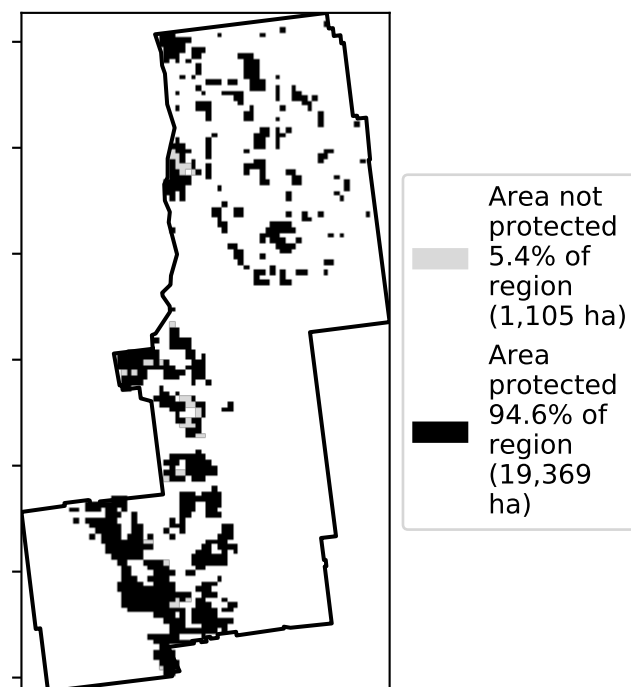 Area not
protected
5.4% of
region
(1,105 ha)
Area
protected
94.6% of
region
(19,369
ha)